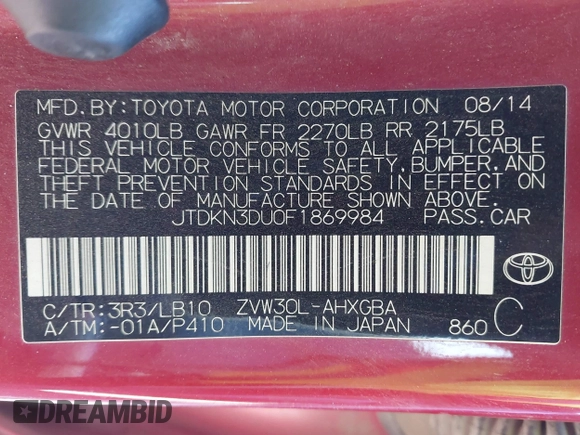 MFD.BY:TOYOTA MOTOR CORPORATION 08/14
GVWR 4010LB GAWR FR 2270LB RR 2175LB
THIS VEHICLE CONFORMS TO ALL APPLICABLE
FEDERAL MOTOR VEHICLE SAFETY,BUMPER,AND
THEFT PREVENTION STANDARDS IN EFFECT ON
THE DATE OF MANUFACTURE SHOWN ABOVE.
JTDKN3DU0F1869984 PASS.CAR
C/TR:3R3/LB10 ZVW30L-AHXGBA
A/TM:-01A/P410 MADE IN JAPAN 860 C
DREAMBID